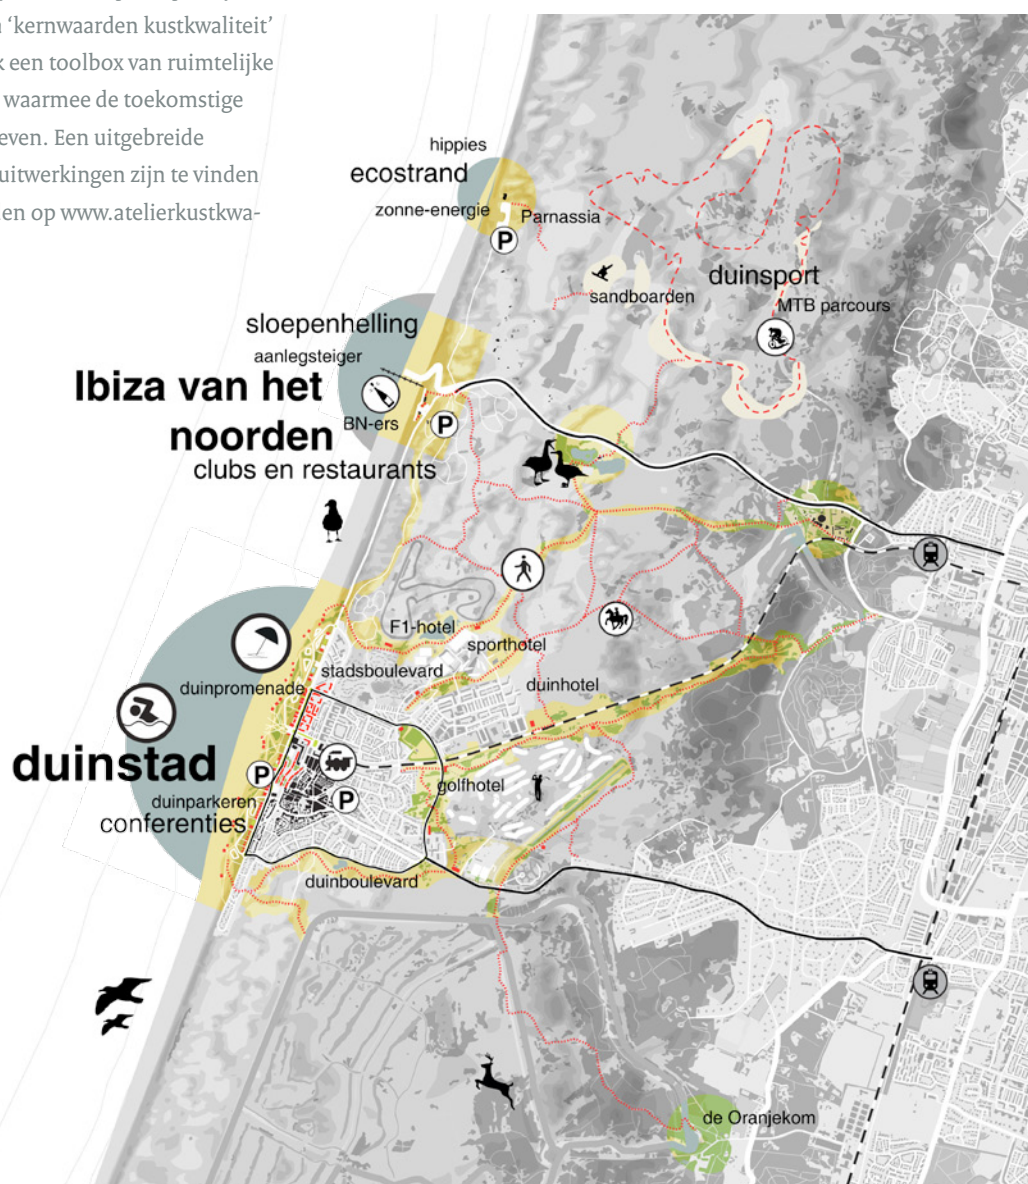 ‘kernwaarden kustkwaliteit’
een toolbox van ruimtelijke
waarmee de toekomstige
even. Een uitgebreide
uitwerkingen zijn te vinden
en op www.atelierkustkwa-
hippies
ecostrand
zonne-energie
Parnassia
P
duinsport
sandboarden
MTB parcours
sloepenhelling
aanlegsteiger
Ibiza van het
noorden
BN-ers
P
clubs en restaurants
F1-hotel
sporthotel
stadsboulevard
duinpromenade
duinhotel
duinstad
P
golfhotel
P
duinparkeren
conferenties
duinboulevard
de Oranjekom